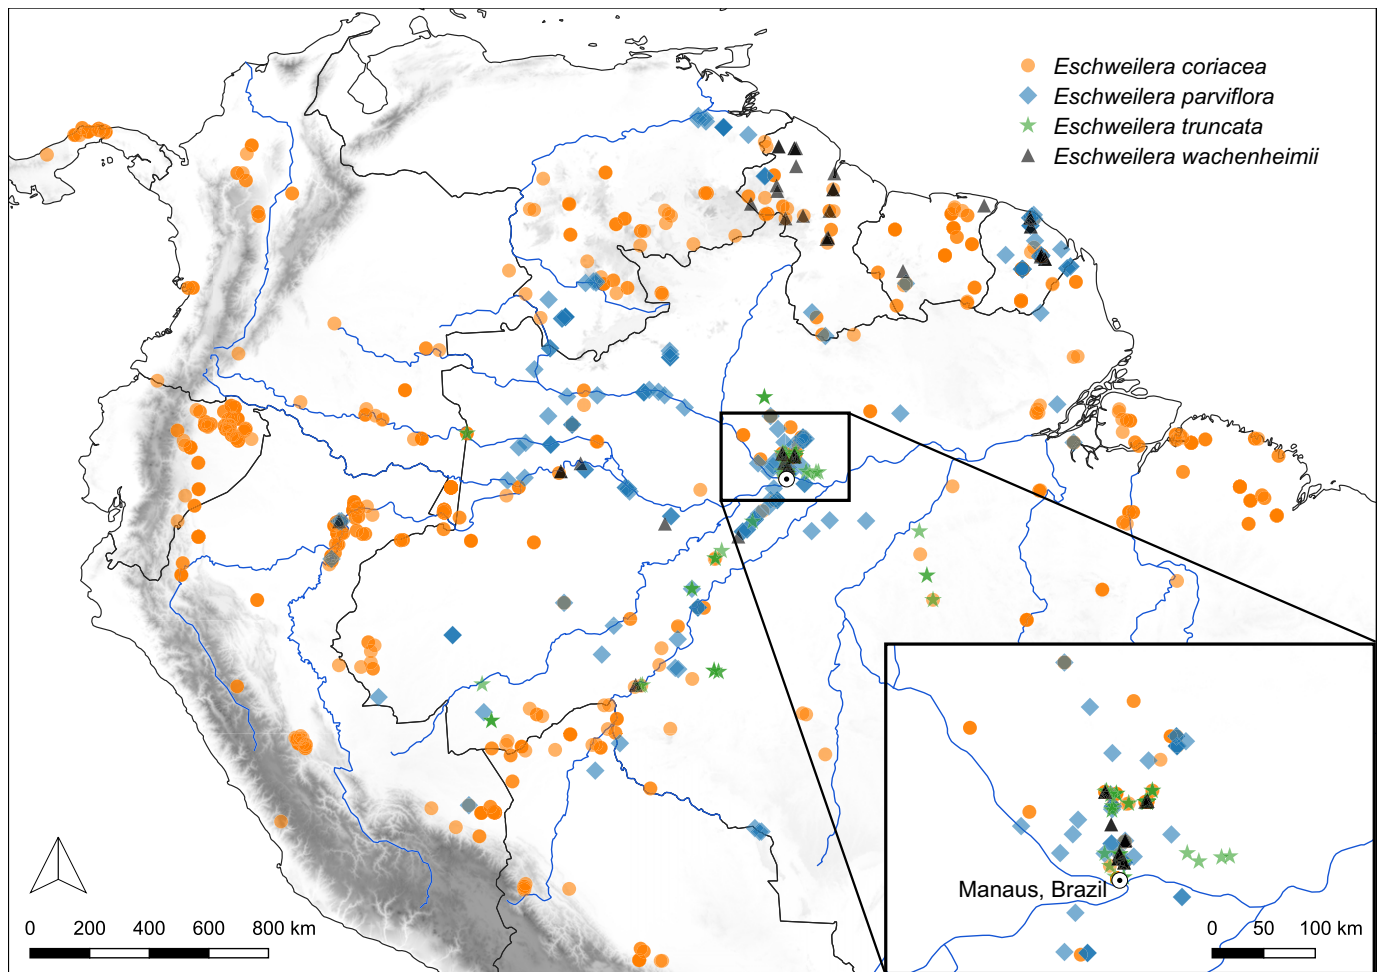 Eschweilera coriacea
Eschweilera parviflora
Eschweilera truncata
Eschweilera wachenheimii
Manaus, Brazil
0 200 400 600 800 km
0 50 100 km